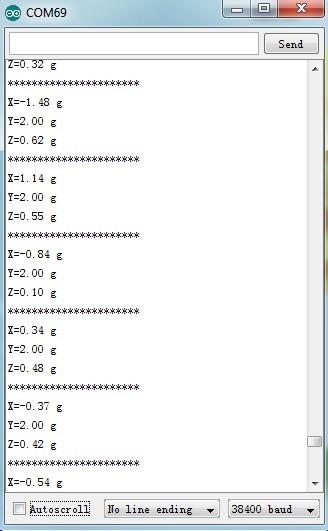 COM69
Send
Z=0.32 g
**********************
X=-1.48 g
Y=2.00 g
Z=0.62 g
**********************
X=1.14 g
Y=2.00 g
Z=0.55 g
**********************
X=-0.84 g
Y=2.00 g
Z=0.10 g
**********************
X=0.34 g
Y=2.00 g
Z=0.48 g
**********************
X=-0.37 g
Y=2.00 g
Z=0.42 g
**********************
X=-0.54 g
Autoscroll No line ending 38400 baud